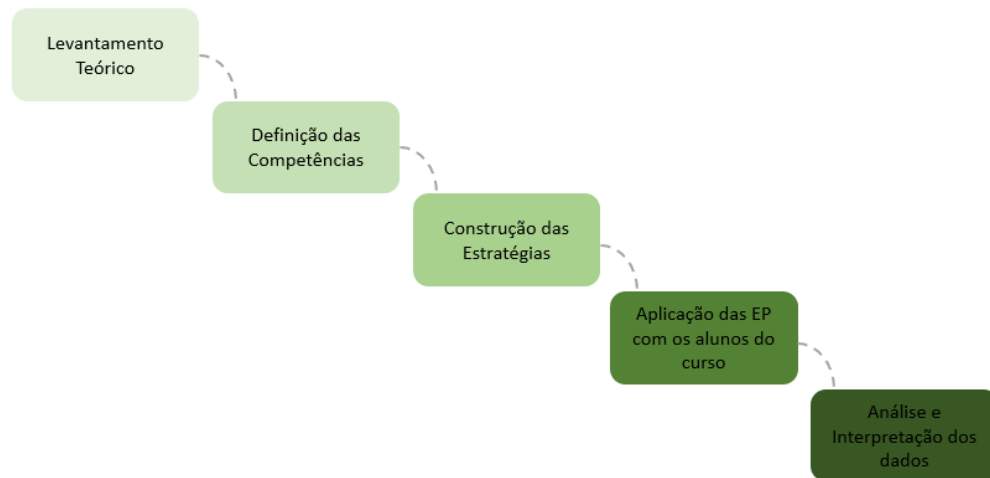 Levantamento
Teórico
Definição das
Competências
Construção das
Estratégias
Aplicação das EP
com os alunos do
curso
Análise e
Interpretação dos
dados